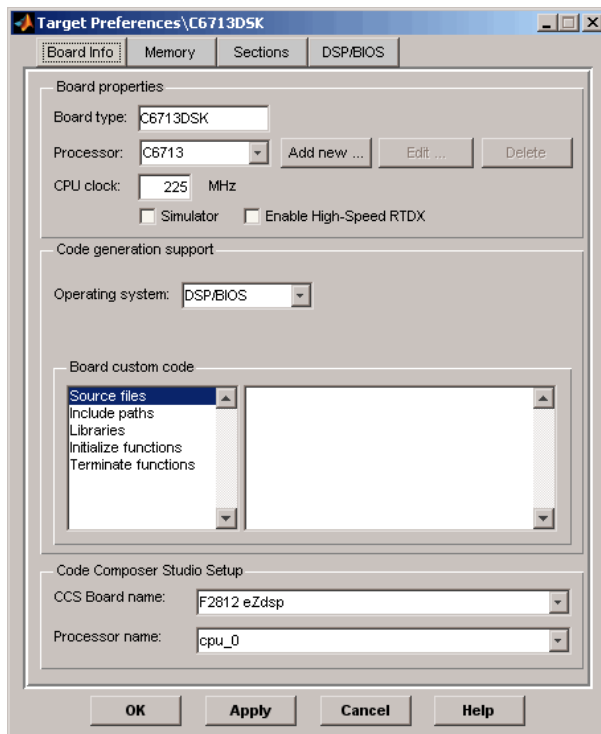 Target Preferences\C6713DSK
Board Info Memory Sections DSP/BIOS
Board properties
Board type: C6713DSK
Processor: C6713 Add new ... Edit ... Delete
CPU clock: 225 MHz
Simulator Enable High-Speed RTDX
Code generation support
Operating system: DSP/BIOS
Board custom code
Source files
Include paths
Libraries
Initialize functions
Terminate functions
Code Composer Studio Setup
CCS Board name: F2812 eZdsp
Processor name: cpu_0
OK Apply Cancel Help